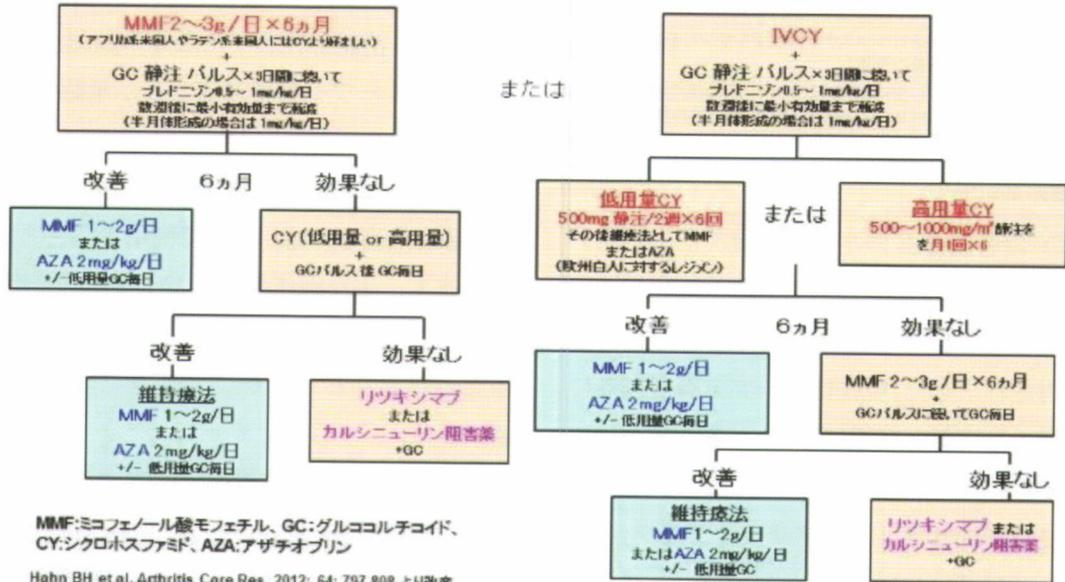 MMF2～3g/日×6ヵ月
(アフリカ系米国人やラテン系米国人にはCYより好ましい)
+
GC 静注 パルス×3日間に続いて
プレドニゾン0.5～1mg/kg/日
寛解後に最小有効量まで漸減
(半月体形成の場合は1mg/kg/日)
または
IVCY
+
GC 静注 パルス×3日間に続いて
プレドニゾン0.5～1mg/kg/日
寛解後に最小有効量まで漸減
(半月体形成の場合は1mg/kg/日)
改善
6ヵ月
効果なし
MMF 1～2g/日
または
AZA 2mg/kg/日
+/-低用量GC毎日
CY(低用量 or 高用量)
+
GCパルス後 GC毎日
改善
効果なし
維持療法
MMF 1～2g/日
または
AZA 2mg/kg/日
+/- 低用量GC毎日
リツキシマブ
または
カルシニューリン阻害薬
+GC
低用量CY
500mg 静注/2週×6回
その後維持療法としてMMF
またはAZA
(欧州白人に対するレジメン)
または
高用量CY
500～1000mg/m²静注を
を月1回×6
改善
6ヵ月
効果なし
MMF 1～2g/日
または
AZA 2mg/kg/日
+/- 低用量GC毎日
MMF 2～3g/日×6ヵ月
+
GCパルスに続いてGC毎日
改善
効果なし
維持療法
MMF1～2g/日
またはAZA 2mg/kg/日
+/- 低用量GC
リツキシマブ または
カルシニューリン阻害薬
+GC
MMF:ミコフェノール酸モフェチル、GC:グルココルチコイド、
CY:シクロホスファミド、AZA:アザチオプリン
Hahn BH et al. Arthritis Care Res. 2012; 64: 797-808 より